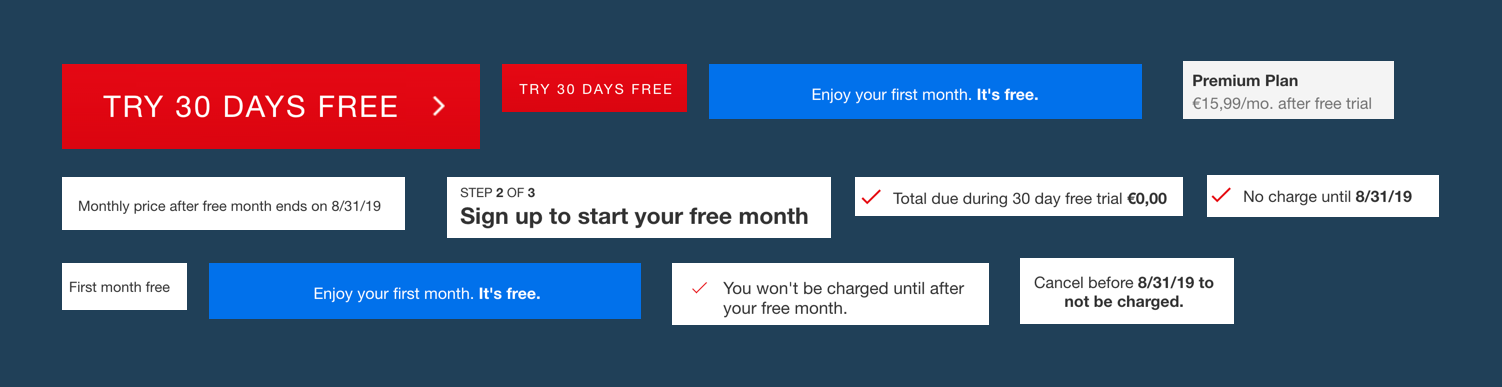 TRY 30 DAYS FREE
TRY 30 DAYS FREE
Enjoy your first month. It's free.
Premium Plan
€15,99/mo. after free trial
Monthly price after free month ends on 8/31/19
STEP 2 OF 3
Sign up to start your free month
Total due during 30 day free trial €0,00
No charge until 8/31/19
First month free
Enjoy your first month. It's free.
You won't be charged until after
your free month.
Cancel before 8/31/19 to
not be charged.